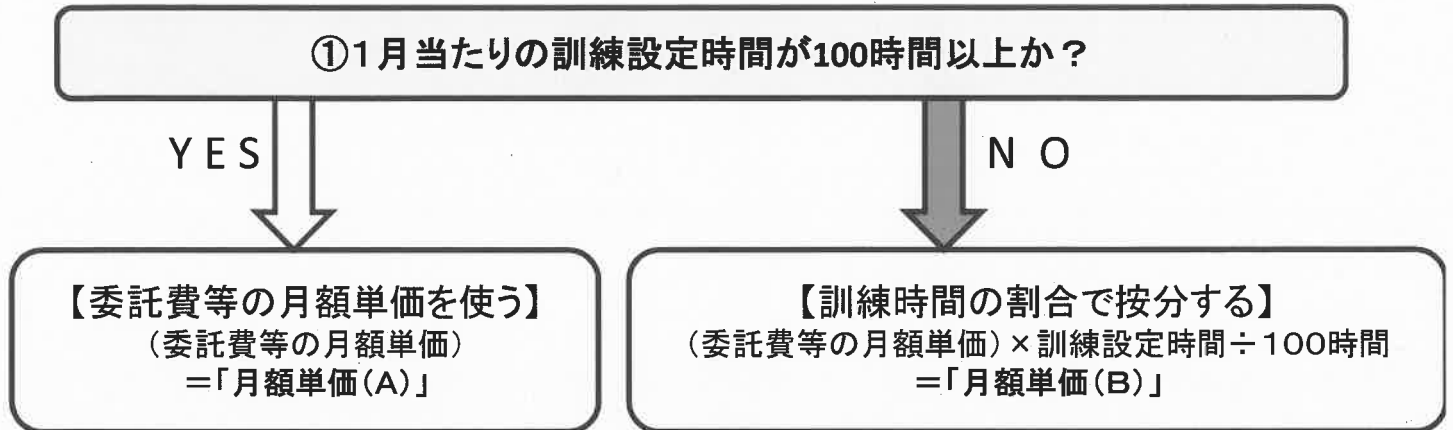 ①1月当たりの訓練設定時間が100時間以上か？
YES
NO
【委託費等の月額単価を使う】
（委託費等の月額単価）
＝「月額単価（A）」
【訓練時間の割合で按分する】
（委託費等の月額単価）×訓練設定時間÷100時間
＝「月額単価（B）」